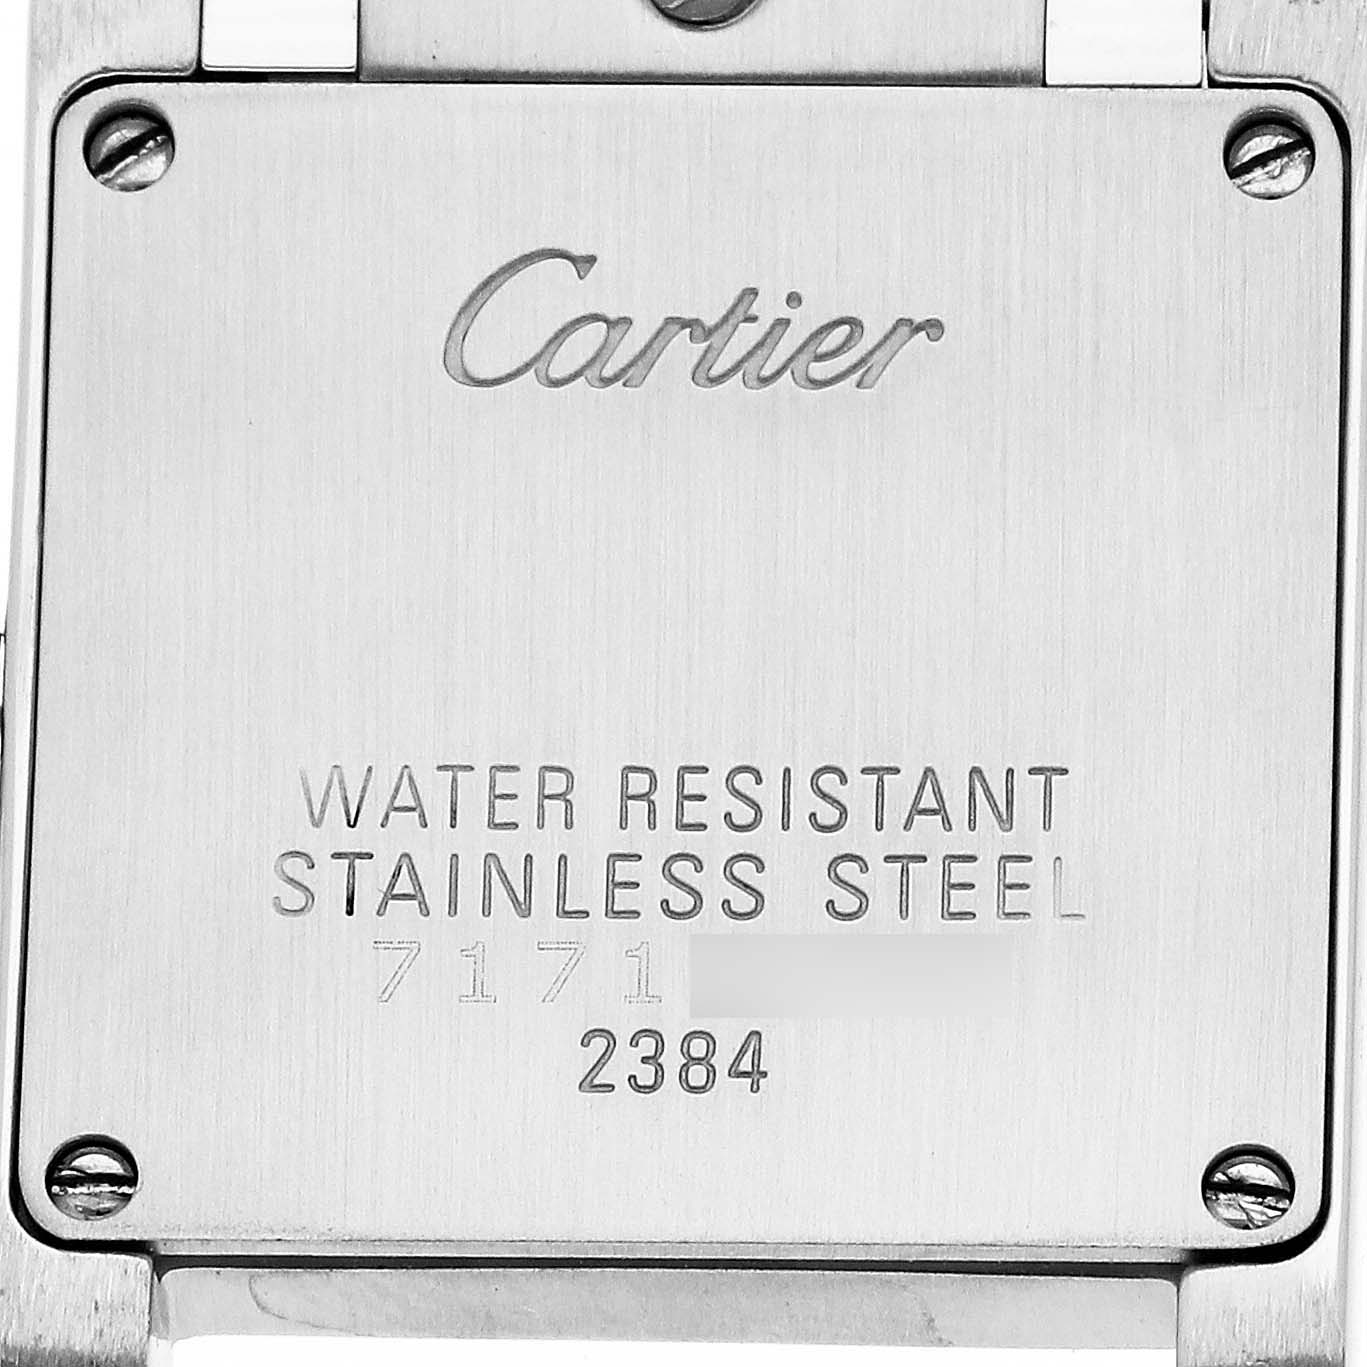 Cartier
WATER RESISTANT
STAINLESS STEEL
7171
2384